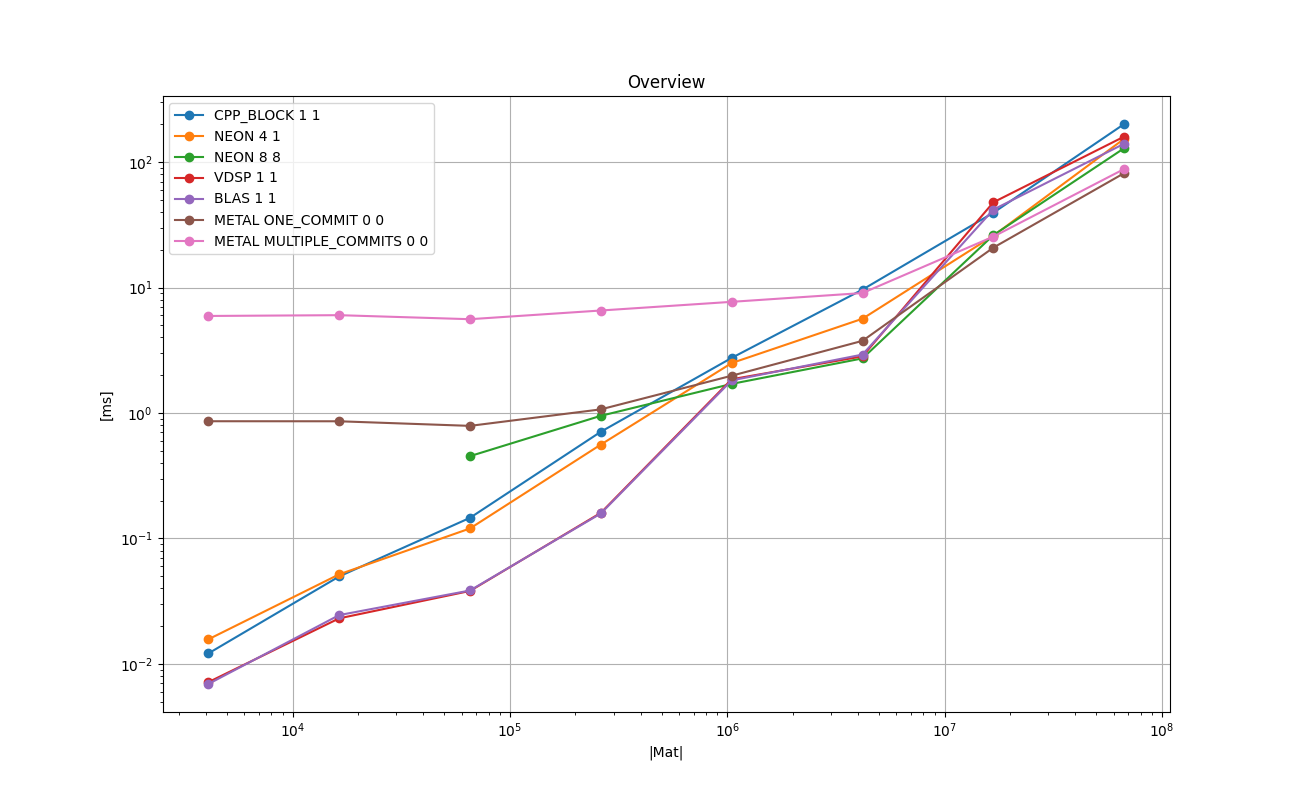 Overview
CPP_BLOCK 1 1
NEON 4 1
NEON 8 8
VDSP 1 1
BLAS 1 1
METAL ONE_COMMIT 0 0
METAL MULTIPLE_COMMITS 0 0
[ms]
10²
10¹
10⁰
10⁻¹
10⁻²
10⁴ 10⁵ 10⁶ 10⁷ 10⁸
|Mat|